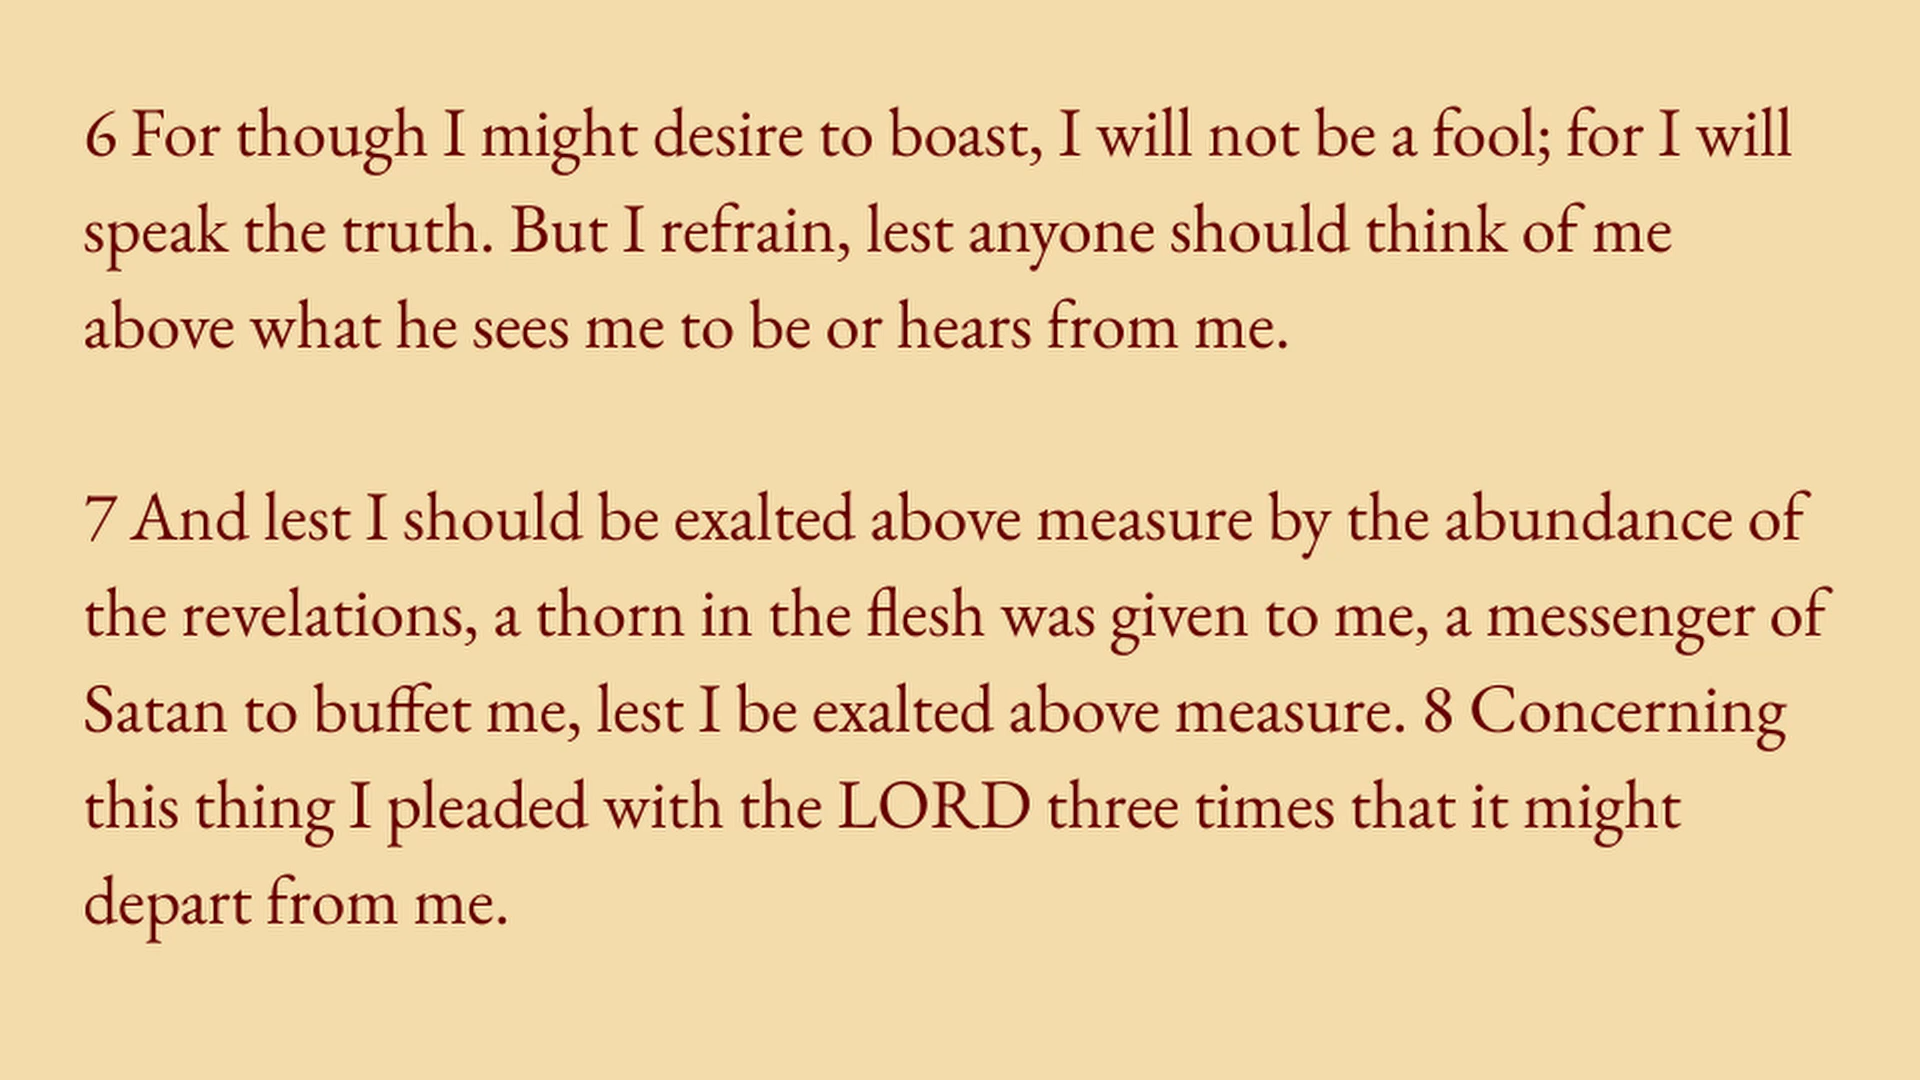 6 For though I might desire to boast, I will not be a fool; for I will
speak the truth. But I refrain, lest anyone should think of me
above what he sees me to be or hears from me.
7 And lest I should be exalted above measure by the abundance of
the revelations, a thorn in the flesh was given to me, a messenger of
Satan to buffet me, lest I be exalted above measure. 8 Concerning
this thing I pleaded with the LORD three times that it might
depart from me.